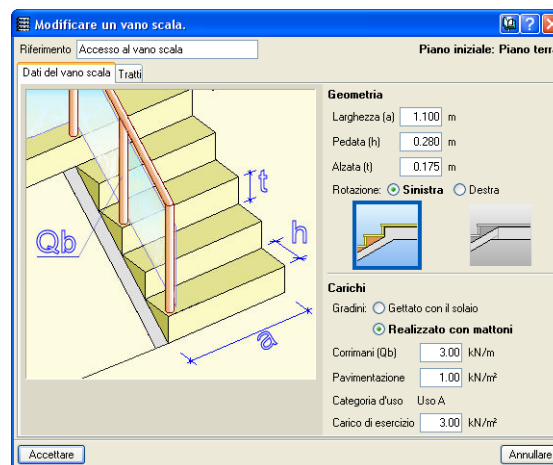 Modificare un vano scala.
Riferimento Accesso al vano scala Piano iniziale: Piano terra
Dati del vano scala Tratti
Qb
t
h
a
Geometria
Larghezza (a) 1.100 m
Pedata (h) 0.280 m
Alzata (t) 0.175 m
Rotazione: Sinistra Destra
Carichi
Gradini: Gettato con il solaio
Realizzato con mattoni
Corrimani (Qb) 3.00 kN/m
Pavimentazione 1.00 kN/m²
Categoria d'uso Uso A
Carico di esercizio 3.00 kN/m²
Accettare Annullare